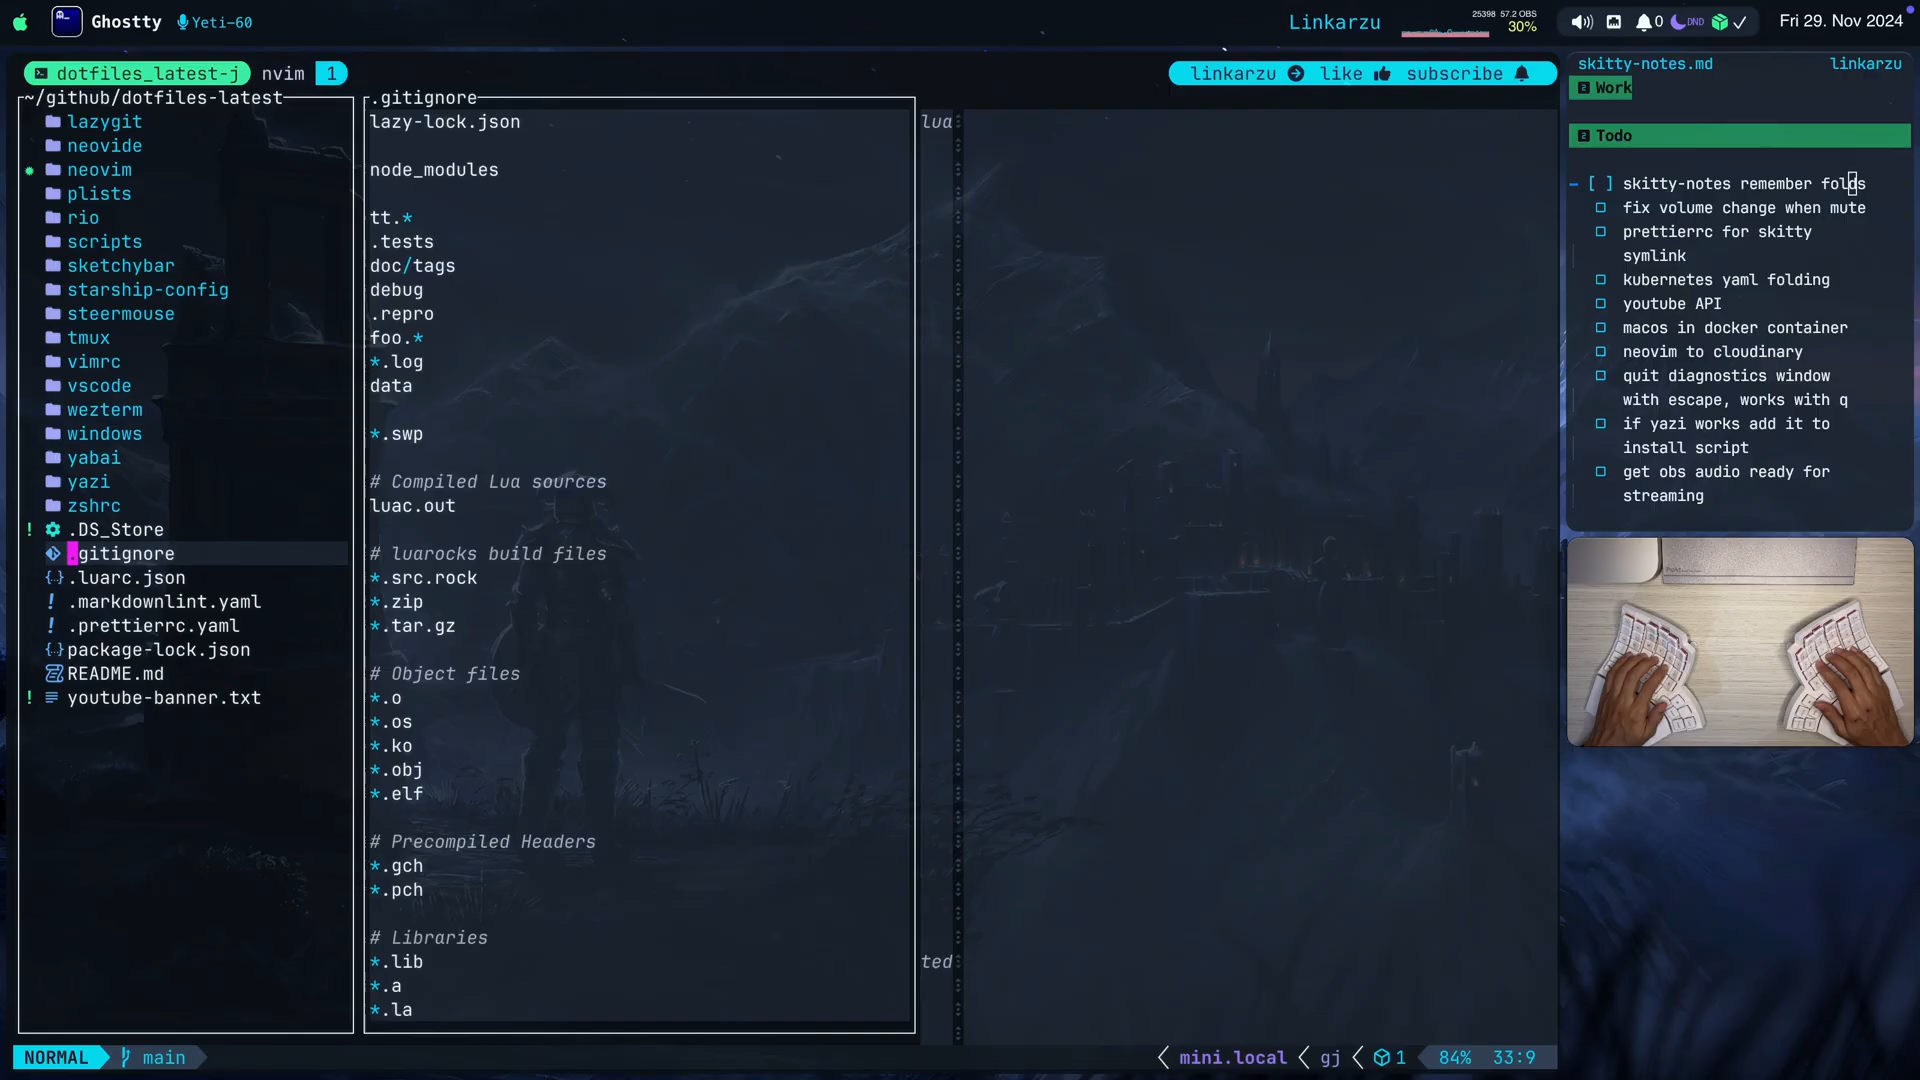 Ghostty
Yeti-60
Linkarzu
25398 57.2 OBS
30%
0
DND
Fri 29. Nov 2024
dotfiles_latest-j nvim 1
linkarzu like subscribe
~/github/dotfiles-latest
lazygit
neovide
neovim
plists
rio
scripts
sketchybar
starship-config
steermouse
tmux
vimrc
vscode
wezterm
windows
yabai
yazi
zshrc
! .DS_Store
.gitignore
{..} .luarc.json
! .markdownlint.yaml
! .prettierrc.yaml
{..} package-lock.json
README.md
! youtube-banner.txt
.gitignore
lazy-lock.json
node_modules
tt.*
.tests
doc/tags
debug
.repro
foo.*
*.log
data
*.swp
# Compiled Lua sources
luac.out
# luarocks build files
*.src.rock
*.zip
*.tar.gz
# Object files
*.o
*.os
*.ko
*.obj
*.elf
# Precompiled Headers
*.gch
*.pch
# Libraries
*.lib
*.a
*.la
lua
ted
NORMAL main
mini.local gj 1 84% 33:9
skitty-notes.md linkarzu
2 Work
2 Todo
- [ ] skitty-notes remember folds
fix volume change when mute
prettierrc for skitty
symlink
kubernetes yaml folding
youtube API
macos in docker container
neovim to cloudinary
quit diagnostics window
with escape, works with q
if yazi works add it to
install script
get obs audio ready for
streaming